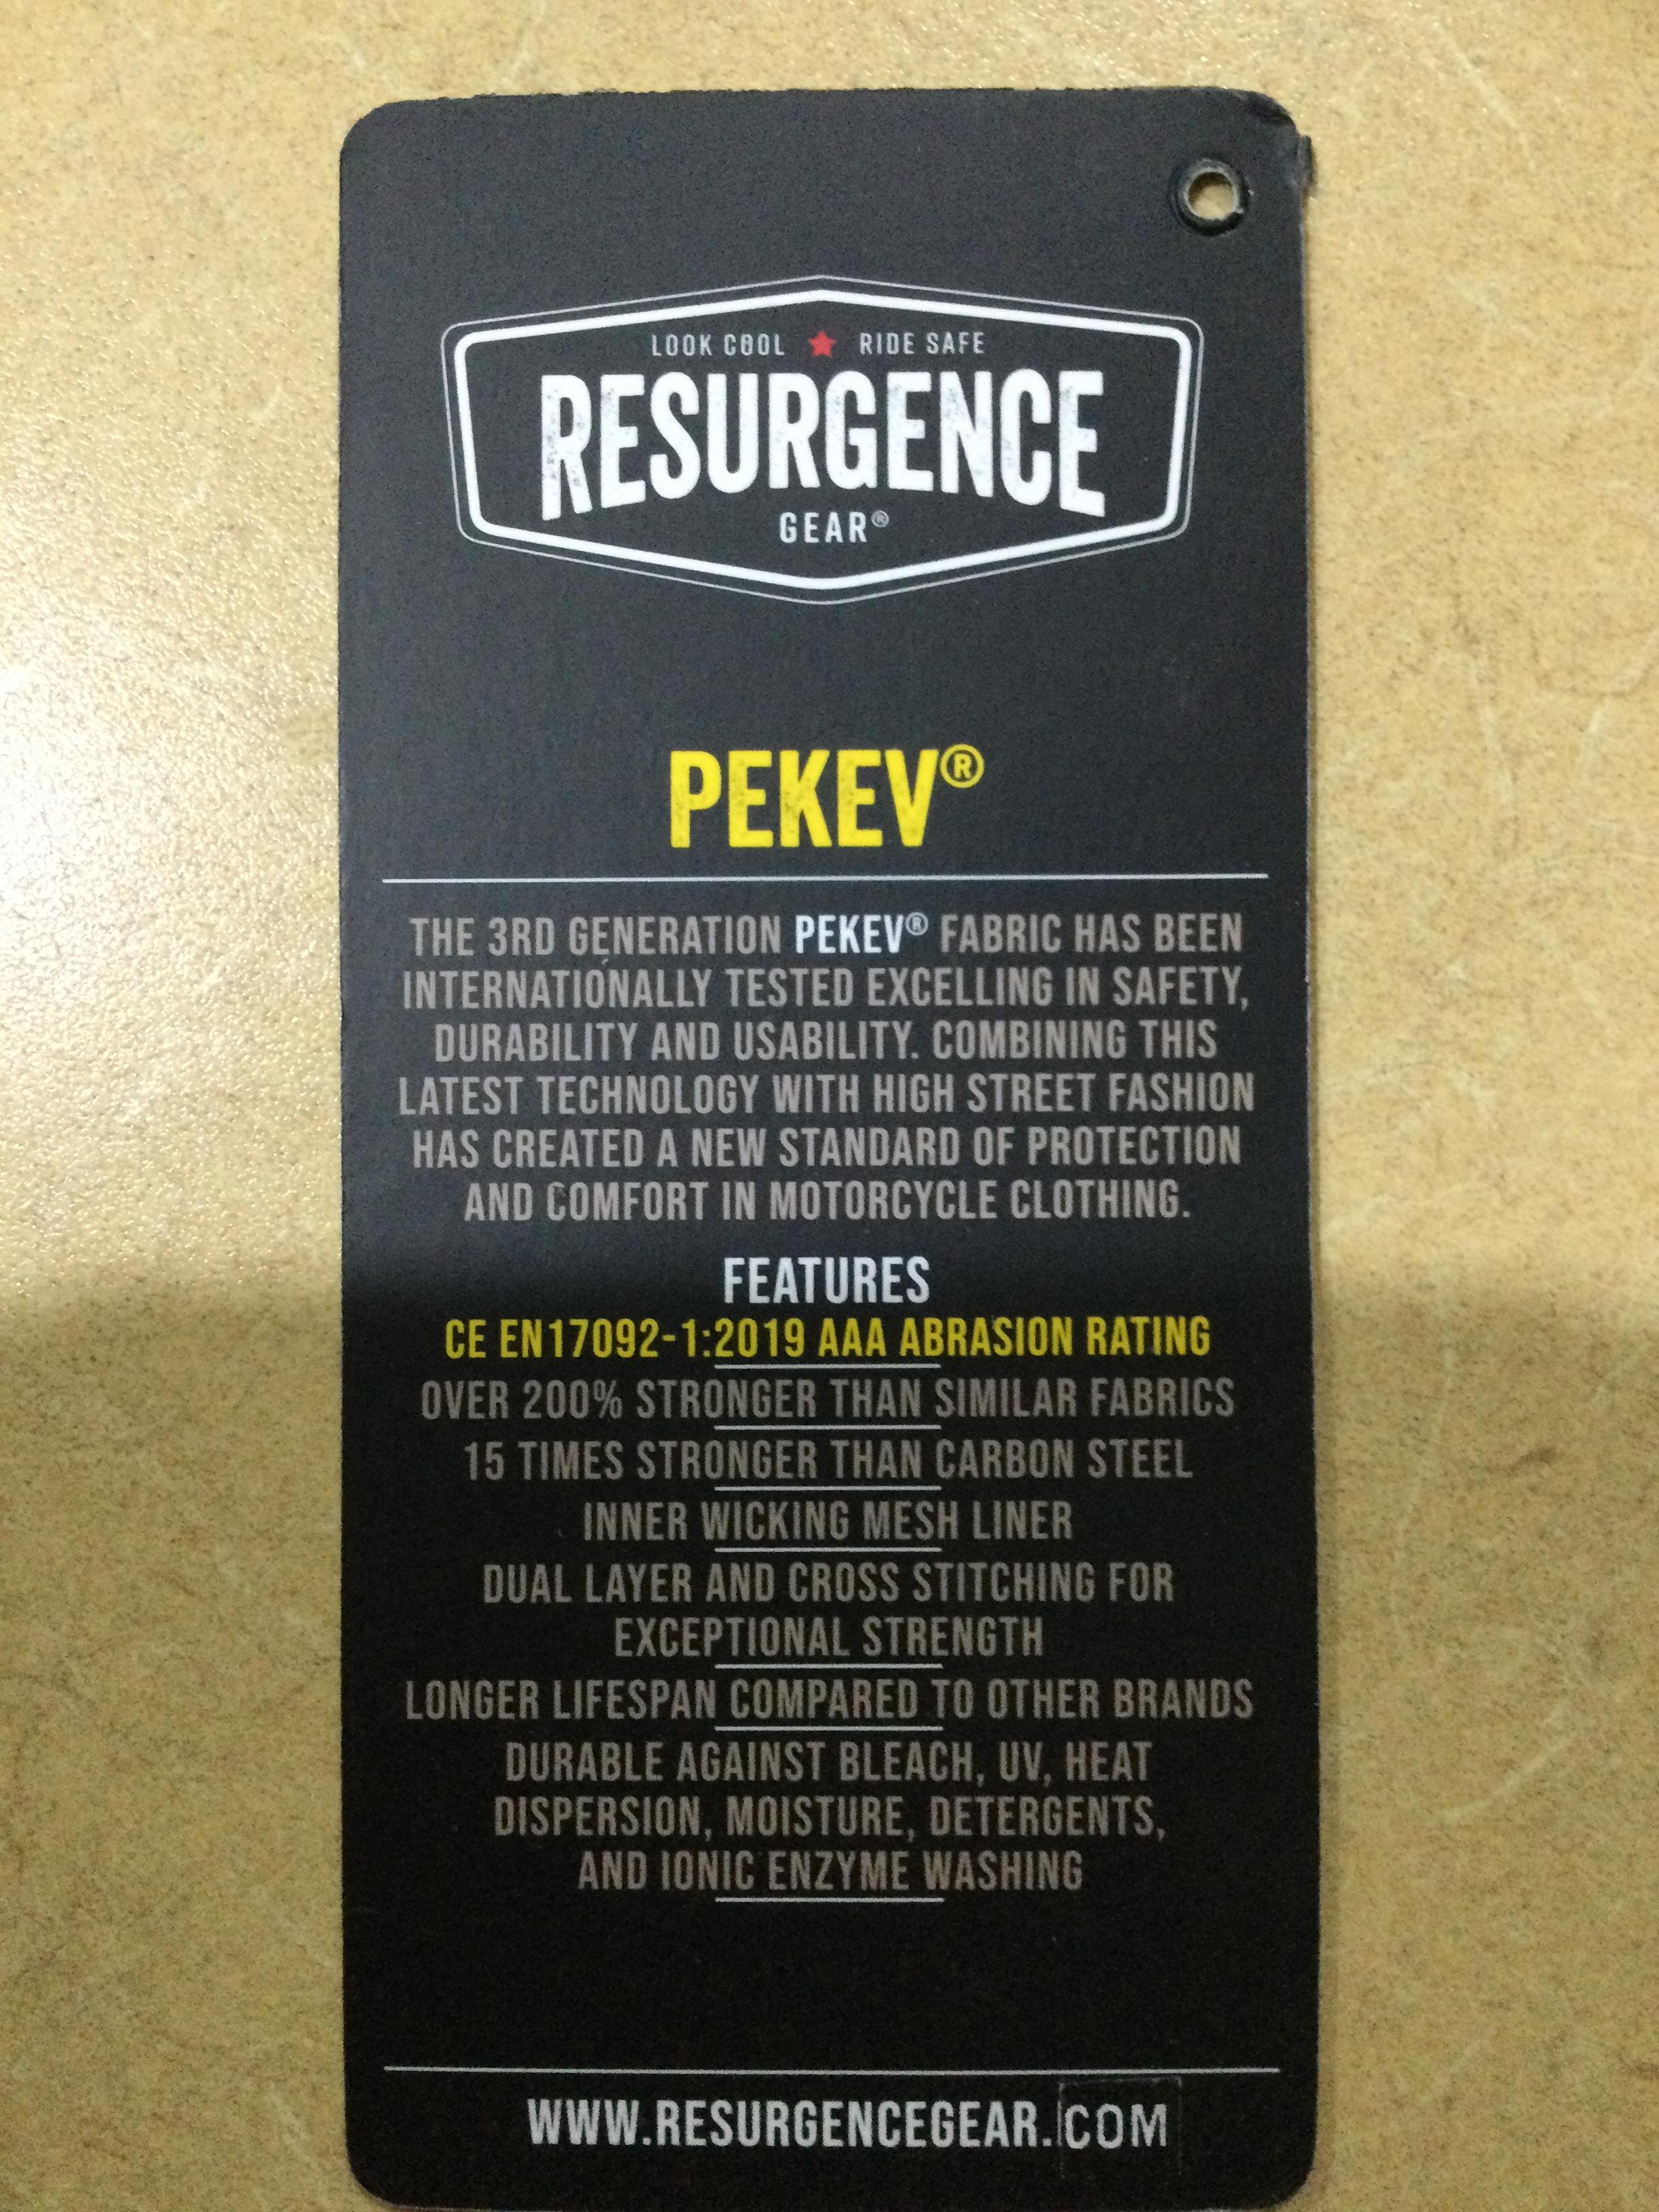 LOOK COOL ★ RIDE SAFE
RESURGENCE
GEAR®
PEKEV®
THE 3RD GENERATION PEKEV® FABRIC HAS BEEN
INTERNATIONALLY TESTED EXCELLING IN SAFETY,
DURABILITY AND USABILITY. COMBINING THIS
LATEST TECHNOLOGY WITH HIGH STREET FASHION
HAS CREATED A NEW STANDARD OF PROTECTION
AND COMFORT IN MOTORCYCLE CLOTHING.
FEATURES
CE EN17092-1:2019 AAA ABRASION RATING
OVER 200% STRONGER THAN SIMILAR FABRICS
15 TIMES STRONGER THAN CARBON STEEL
INNER WICKING MESH LINER
DUAL LAYER AND CROSS STITCHING FOR
EXCEPTIONAL STRENGTH
LONGER LIFESPAN COMPARED TO OTHER BRANDS
DURABLE AGAINST BLEACH, UV, HEAT
DISPERSION, MOISTURE, DETERGENTS,
AND IONIC ENZYME WASHING
WWW.RESURGENCEGEAR.COM